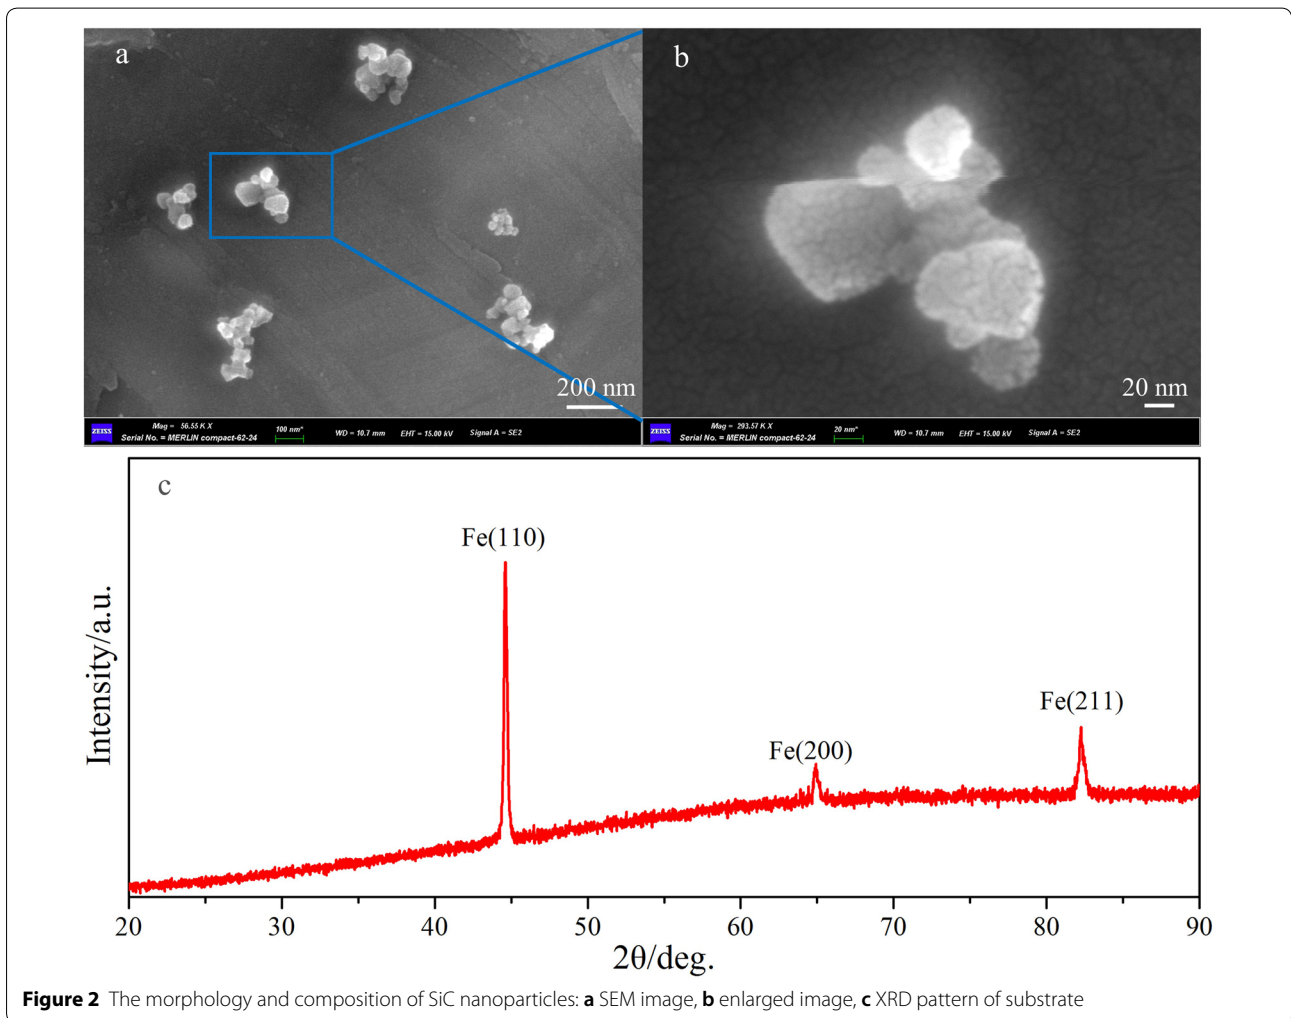 a
200 nm
ZEISS
Mag = 56.55 K X
Serial No. = MERLIN compact-62-24
100 nm*
WD = 10.7 mm
EHT = 15.00 kV
Signal A = SE2
b
20 nm
ZEISS
Mag = 293.57 K X
Serial No. = MERLIN compact-62-24
20 nm*
WD = 10.7 mm
EHT = 15.00 kV
Signal A = SE2
c
Fe(110)
Fe(200)
Fe(211)
Intensity/a.u.
20 30 40 50 60 70 80 90
2θ/deg.
Figure 2 The morphology and composition of SiC nanoparticles: a SEM image, b enlarged image, c XRD pattern of substrate